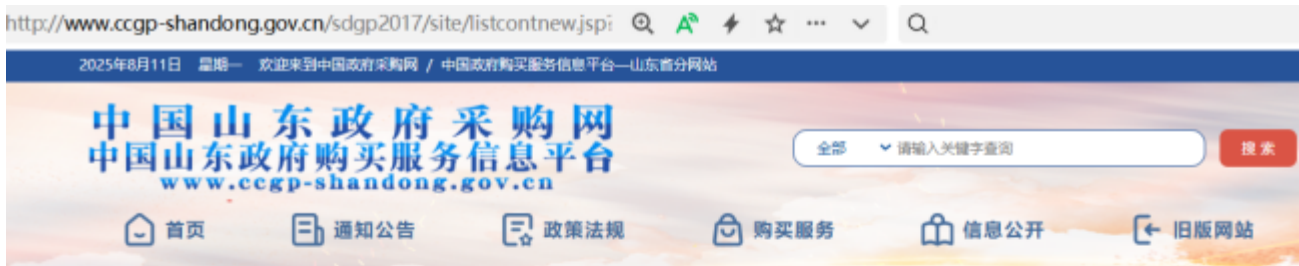 http://www.ccgp-shandong.gov.cn/sdgp2017/site/listcontnew.jsp?
2025年8月11日 星期一 欢迎来到中国政府采购网 / 中国政府购买服务信息平台—山东省分网站
中国山东政府采购网
中国山东政府购买服务信息平台
www.ccgp-shandong.gov.cn
全部 请输入关键字查询 搜索
首页 通知公告 政策法规 购买服务 信息公开 旧版网站